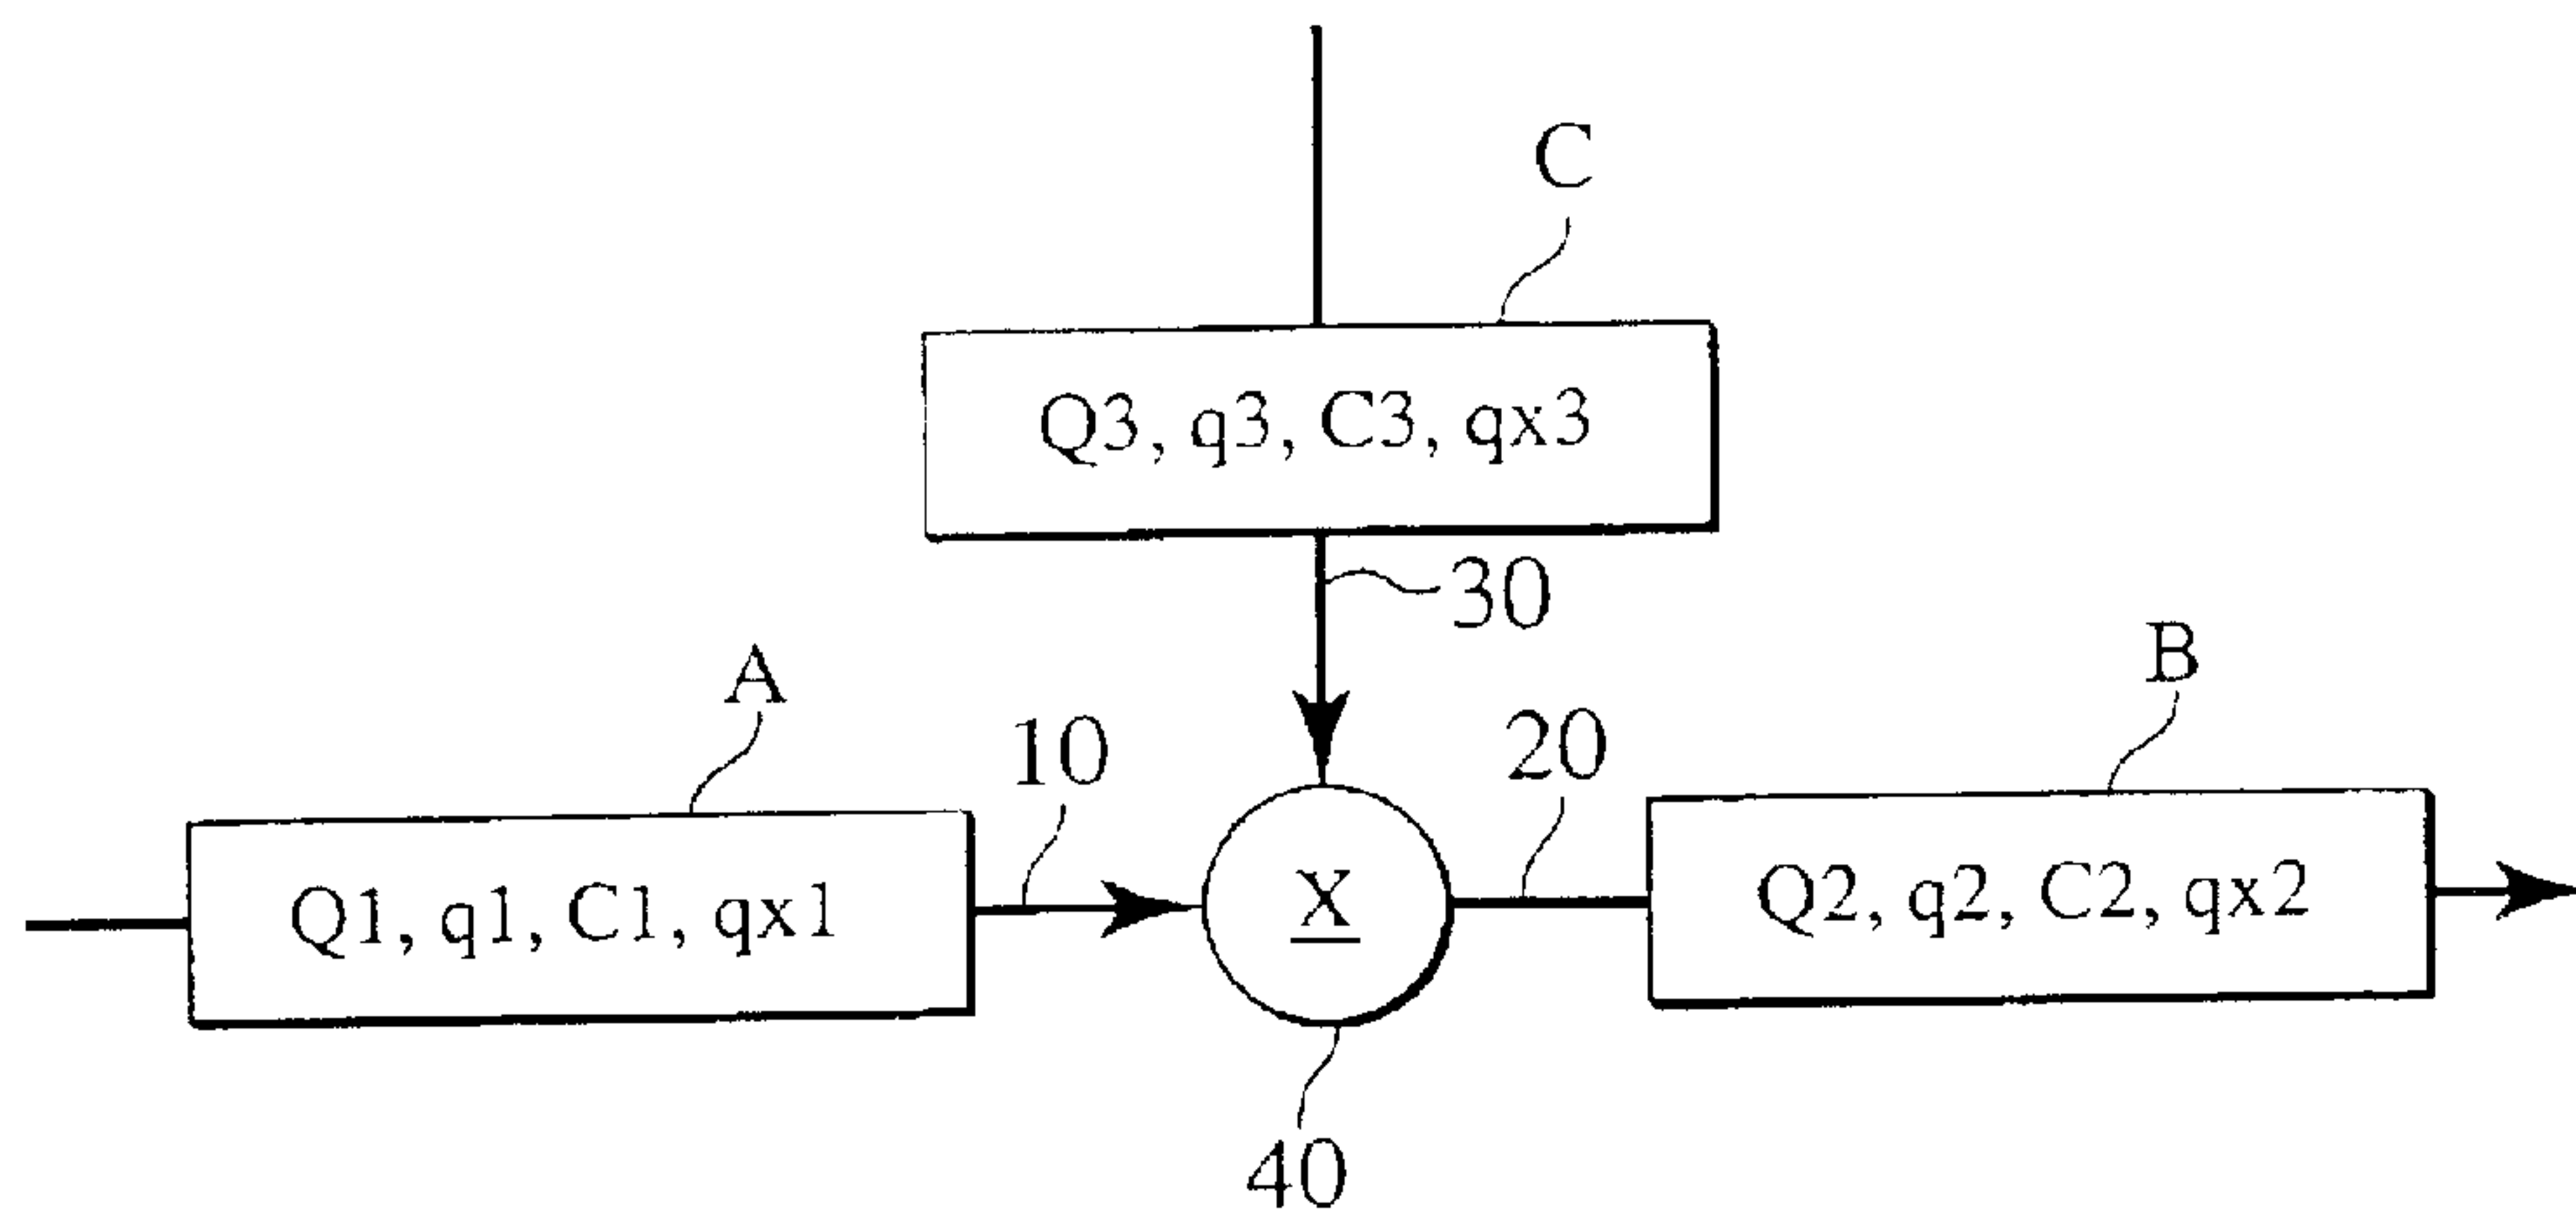 C
Q3, q3, C3, qx3
30
A
10
20
B
Q1, q1, C1, qx1
X
Q2, q2, C2, qx2
40